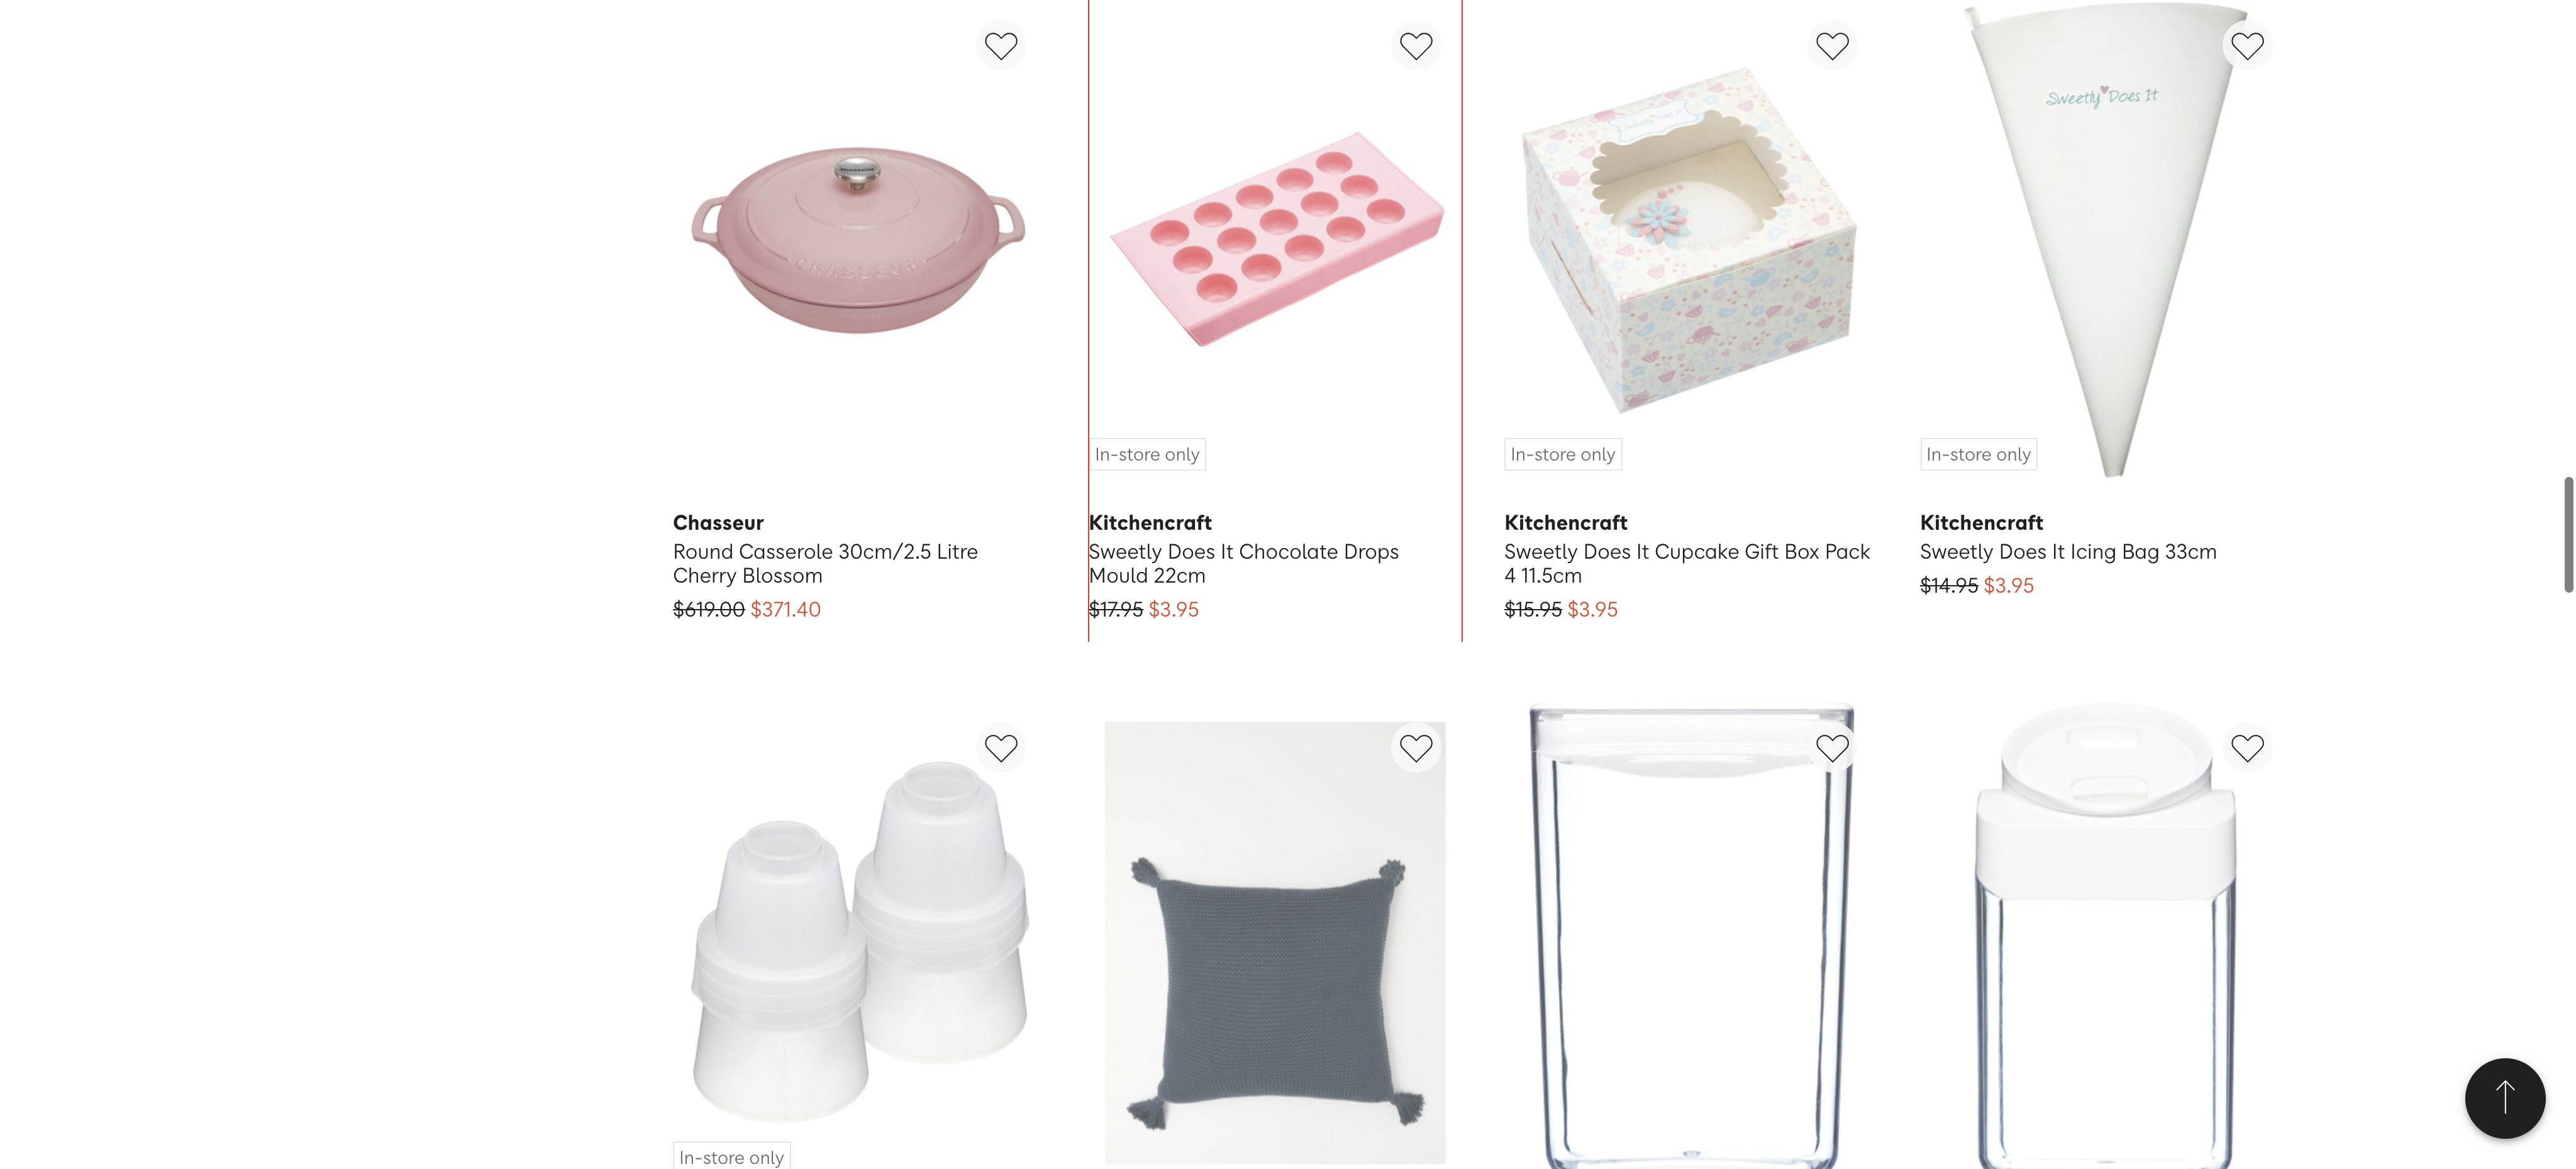 Sweetly Does It
CHASSEUR
CHASSEUR
In-store only
In-store only
In-store only
Chasseur
Round Casserole 30cm/2.5 Litre
Cherry Blossom
$619.00 $371.40
Kitchencraft
Sweetly Does It Chocolate Drops
Mould 22cm
$17.95 $3.95
Kitchencraft
Sweetly Does It Cupcake Gift Box Pack
4 11.5cm
$15.95 $3.95
Kitchencraft
Sweetly Does It Icing Bag 33cm
$14.95 $3.95
In-store only